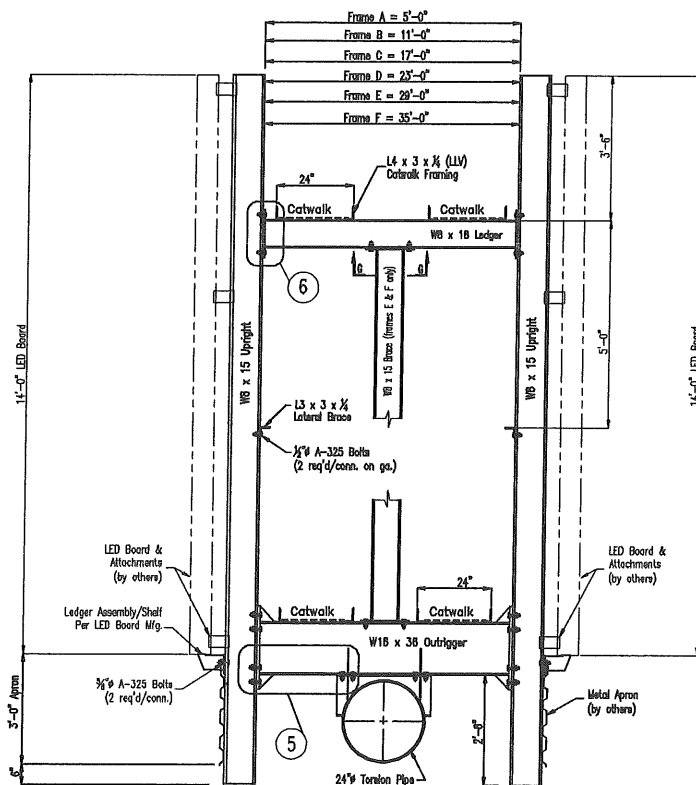 Frame A = 5'-0"
Frame B = 11'-0"
Frame C = 17'-0"
Frame D = 23'-0"
Frame E = 29'-0"
Frame F = 35'-0"
3'-6"
L4 x 3 x ¼ (LLV)
Catwalk Framing
24"
Catwalk
Catwalk
W8 x 18 Ledger
G
G
6
5'-0"
W8 x 15 Brace (frames E & F only)
W8 x 15 Upright
W8 x 15 Upright
14'-0" LED Board
14'-0" LED Board
L3 x 3 x ¼
Lateral Brace
½"ø A-325 Bolts
(2 req'd/conn. on ga.)
LED Board &
Attachments
(by others)
24"
LED Board &
Attachments
(by others)
Catwalk
Catwalk
Ledger Assembly/Shelf
Per LED Board Mfg.
W16 x 36 Outrigger
⅝"ø A-325 Bolts
(2 req'd/conn.)
3'-0" Apron
Metal Apron
(by others)
5
2'-6"
6"
24"ø Torsion Pipe